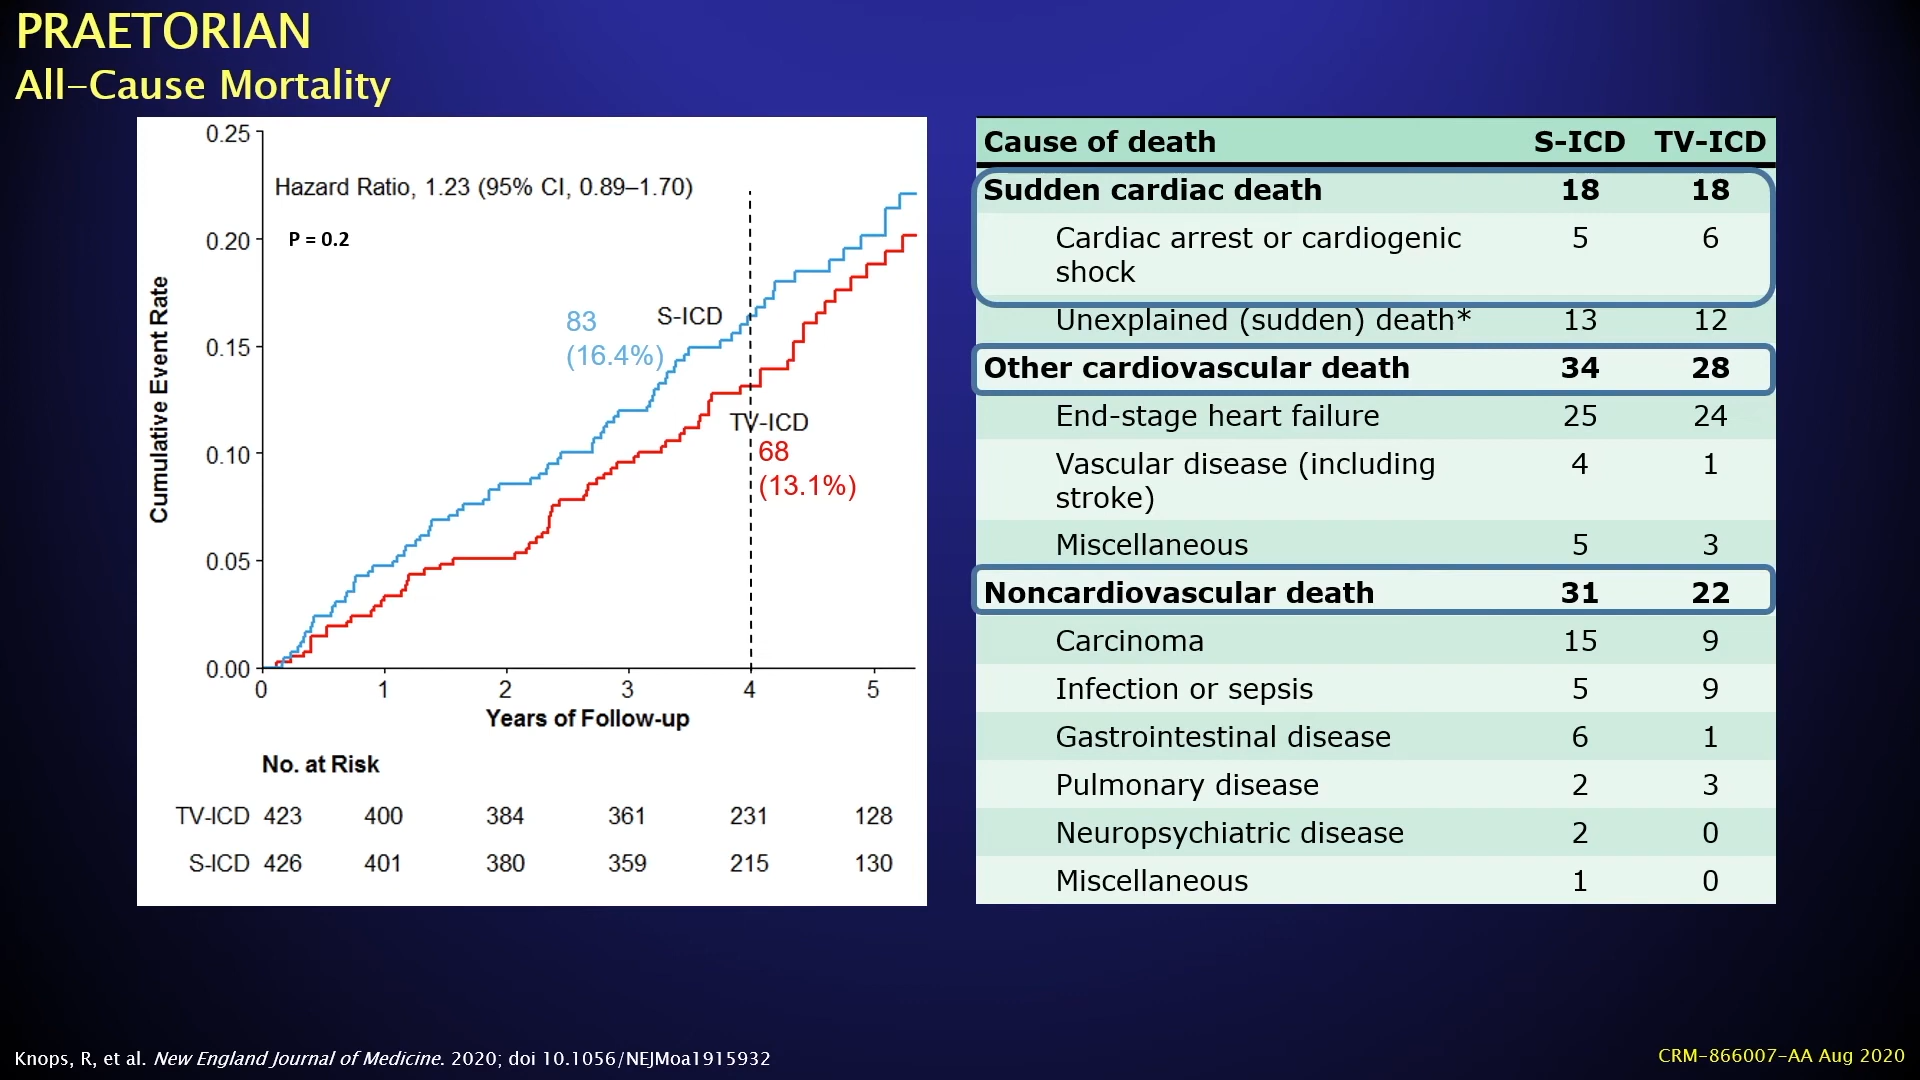 PRAETORIAN
All-Cause Mortality
0.25
0.20
0.15
0.10
0.05
0.00
Cumulative Event Rate
Hazard Ratio, 1.23 (95% CI, 0.89–1.70)
P = 0.2
83
(16.4%)
S-ICD
TV-ICD
68
(13.1%)
0 1 2 3 4 5
Years of Follow-up
No. at Risk
TV-ICD 423 400 384 361 231 128
S-ICD 426 401 380 359 215 130
Cause of death S-ICD TV-ICD
Sudden cardiac death 18 18
Cardiac arrest or cardiogenic 5 6
shock
Unexplained (sudden) death* 13 12
Other cardiovascular death 34 28
End-stage heart failure 25 24
Vascular disease (including 4 1
stroke)
Miscellaneous 5 3
Noncardiovascular death 31 22
Carcinoma 15 9
Infection or sepsis 5 9
Gastrointestinal disease 6 1
Pulmonary disease 2 3
Neuropsychiatric disease 2 0
Miscellaneous 1 0
Knops, R, et al. New England Journal of Medicine. 2020; doi 10.1056/NEJMoa1915932
CRM-866007-AA Aug 2020